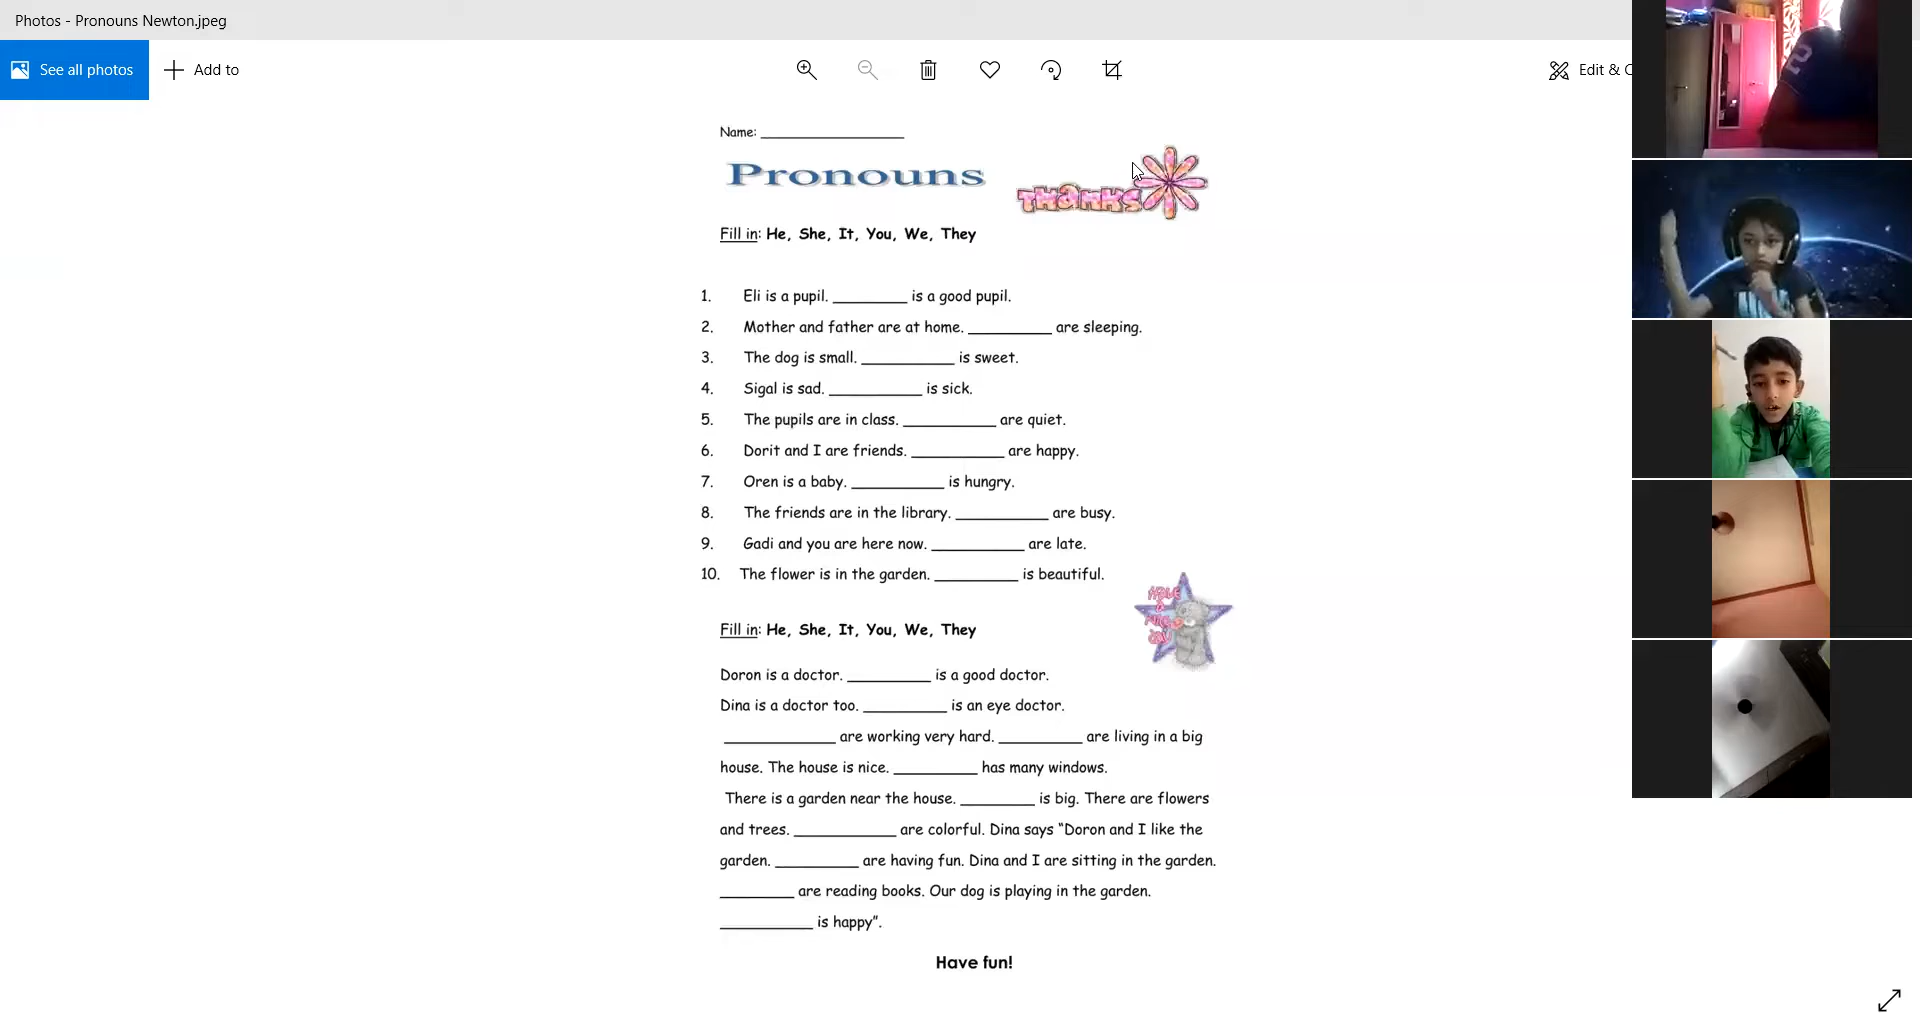 Photos - Pronouns Newton.jpeg
See all photos
Add to
Edit & C
Name: ___________________
Pronouns
THANKS
Fill in: He, She, It, You, We, They
1. Eli is a pupil. ________ is a good pupil.
2. Mother and father are at home. _________ are sleeping.
3. The dog is small. __________ is sweet.
4. Sigal is sad. __________ is sick.
5. The pupils are in class. __________ are quiet.
6. Dorit and I are friends. __________ are happy.
7. Oren is a baby. __________ is hungry.
8. The friends are in the library. __________ are busy.
9. Gadi and you are here now. __________ are late.
10. The flower is in the garden. _________ is beautiful.
HAVE
A
NICE
DAY
Fill in: He, She, It, You, We, They
Doron is a doctor. _________ is a good doctor.
Dina is a doctor too. _________ is an eye doctor.
____________ are working very hard. _________ are living in a big
house. The house is nice. _________ has many windows.
There is a garden near the house. ________ is big. There are flowers
and trees. ___________ are colorful. Dina says “Doron and I like the
garden. _________ are having fun. Dina and I are sitting in the garden.
________ are reading books. Our dog is playing in the garden.
__________ is happy”.
Have fun!